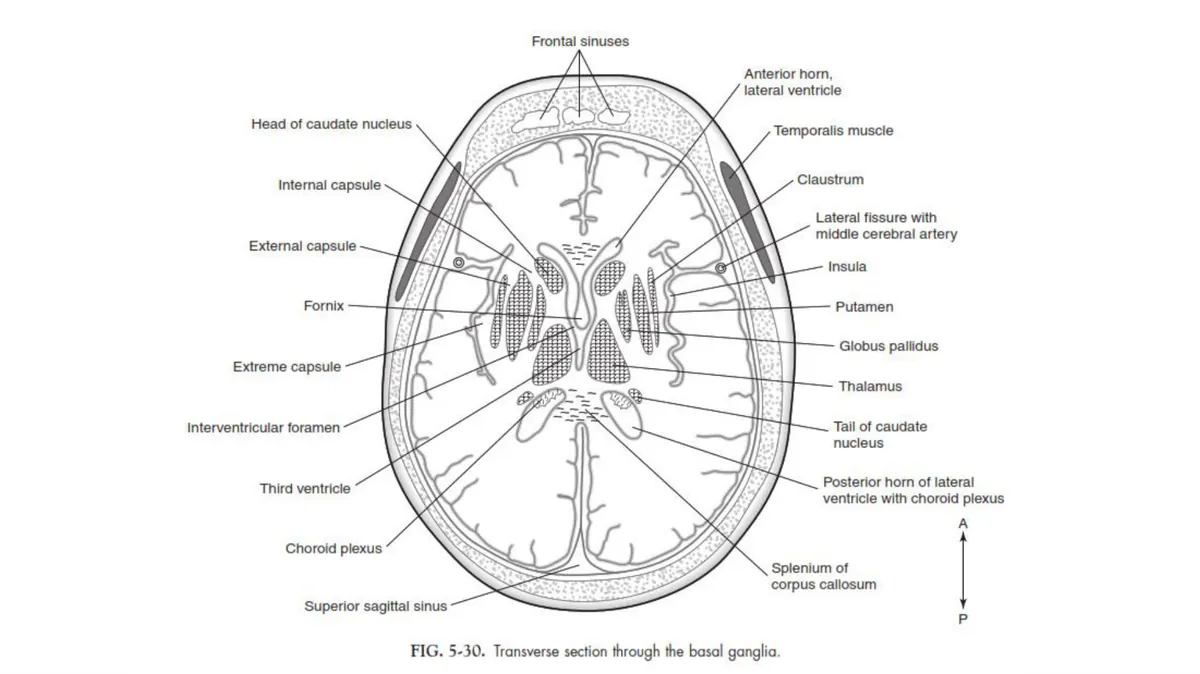 Frontal sinuses
Anterior horn,
lateral ventricle
Head of caudate nucleus
Temporalis muscle
Internal capsule
Claustrum
Lateral fissure with
middle cerebral artery
External capsule
Insula
Fornix
Putamen
Globus pallidus
Extreme capsule
Thalamus
Interventricular foramen
Tail of caudate
nucleus
Third ventricle
Posterior horn of lateral
ventricle with choroid plexus
A
Choroid plexus
Splenium of
corpus callosum
Superior sagittal sinus
P
FIG. 5-30. Transverse section through the basal ganglia.